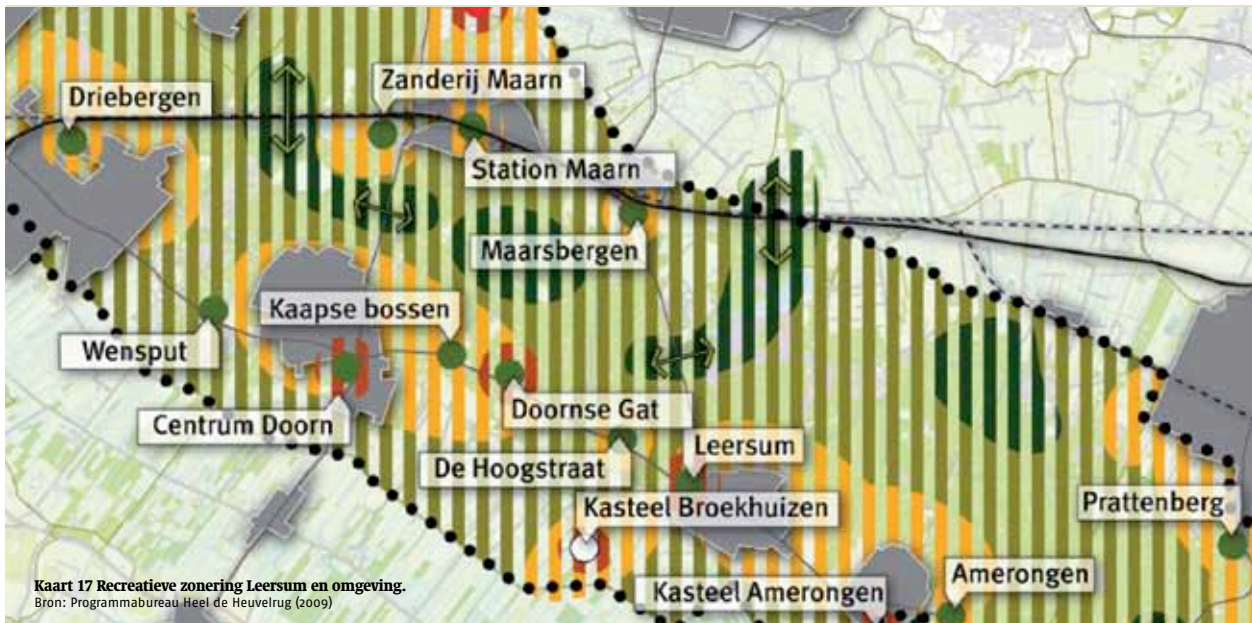 Zanderij Maarn
Driebergen
Station Maarn
Maarsbergen
Kaapse bossen
Wensput
Centrum Doorn
Doornse Gat
De Hoogstraat
Leersum
Kasteel Broekhuizen
Prattenberg
Amerongen
Kasteel Amerongen
Kaart 17 Recreatieve zonering Leersum en omgeving.
Bron: Programmabureau Heel de Heuvelrug (2009)